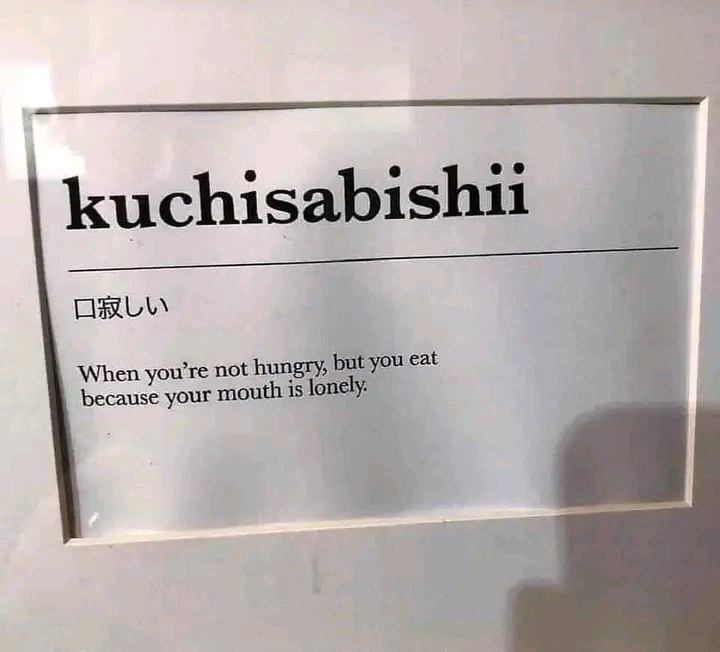 kuchisabishii
口寂しい
When you're not hungry, but you eat
because your mouth is lonely.